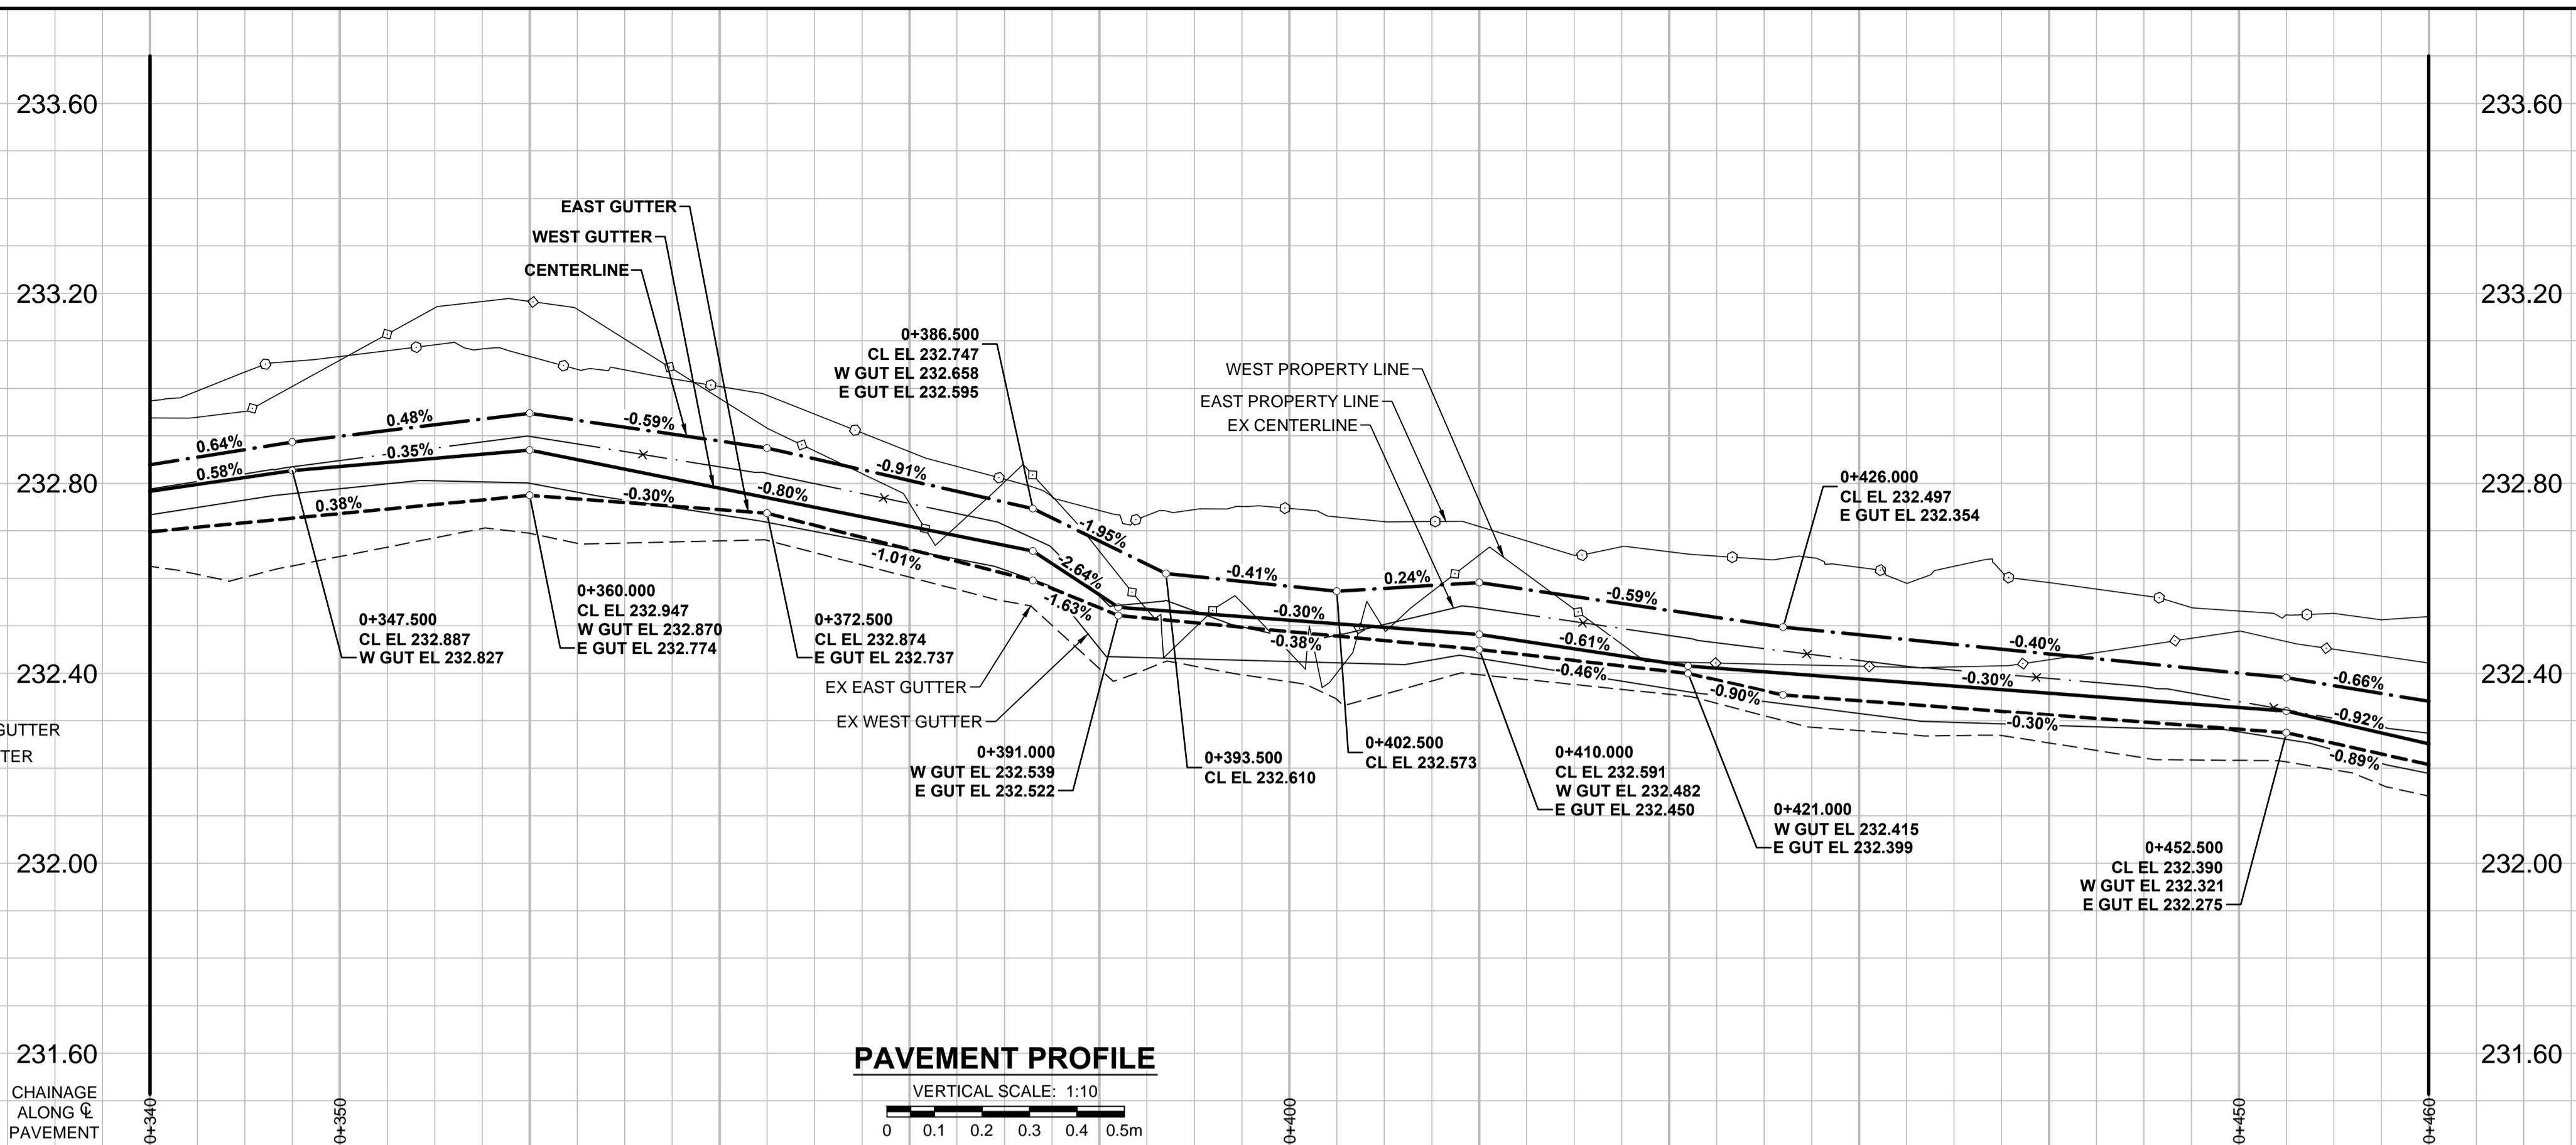 233.60
233.60
EAST GUTTER
WEST GUTTER
CENTERLINE
233.20
233.20
0+386.500
CL EL 232.747
W GUT EL 232.658
E GUT EL 232.595
WEST PROPERTY LINE
EAST PROPERTY LINE
EX CENTERLINE
0.64%
0.48%
-0.59%
-0.91%
-1.95%
-0.41%
0.24%
-0.59%
-0.40%
-0.66%
0.58%
-0.35%
-0.80%
-2.64%
-0.30%
-0.61%
-0.30%
-0.92%
0.38%
-0.30%
-1.01%
-1.63%
-0.38%
-0.46%
-0.90%
-0.30%
-0.89%
232.80
232.80
0+426.000
CL EL 232.497
E GUT EL 232.354
0+347.500
CL EL 232.887
W GUT EL 232.827
0+360.000
CL EL 232.947
W GUT EL 232.870
E GUT EL 232.774
0+372.500
CL EL 232.874
E GUT EL 232.737
232.40
232.40
EX EAST GUTTER
EX WEST GUTTER
GUTTER
TER
0+391.000
W GUT EL 232.539
E GUT EL 232.522
0+393.500
CL EL 232.610
0+402.500
CL EL 232.573
0+410.000
CL EL 232.591
W GUT EL 232.482
E GUT EL 232.450
0+421.000
W GUT EL 232.415
E GUT EL 232.399
0+452.500
CL EL 232.390
W GUT EL 232.321
E GUT EL 232.275
232.00
232.00
231.60
231.60
PAVEMENT PROFILE
VERTICAL SCALE: 1:10
0 0.1 0.2 0.3 0.4 0.5m
CHAINAGE
ALONG ℄
PAVEMENT
0+340
0+350
0+400
0+450
0+460